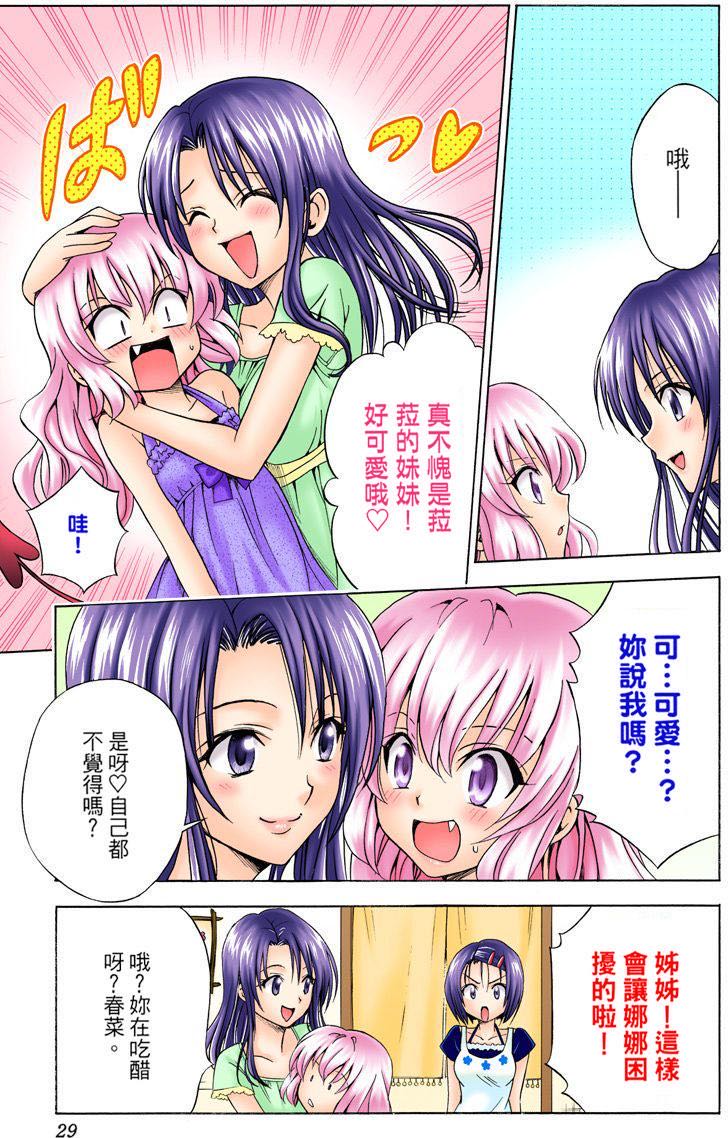 哦——
ばっ
真不愧是菈
菈的妹妹！
好可愛哦♡
哇！
可…可愛…？
妳說我嗎？
是呀♡自己都
不覺得嗎？
姊姊！這樣
會讓娜娜困
擾的啦！
哦？妳在吃醋
呀？春菜。
29